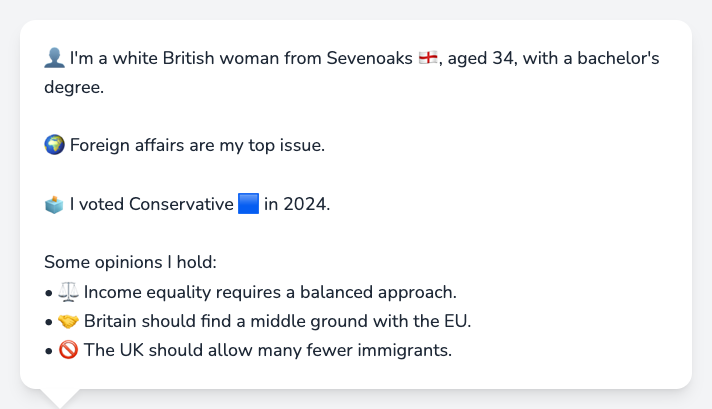 👤 I'm a white British woman from Sevenoaks 🏴󠁧󠁢󠁥󠁮󠁧󠁿, aged 34, with a bachelor's
degree.
🌍 Foreign affairs are my top issue.
🗳️ I voted Conservative 🟦 in 2024.
Some opinions I hold:
• ⚖️ Income equality requires a balanced approach.
• 🤝 Britain should find a middle ground with the EU.
• 🚫 The UK should allow many fewer immigrants.